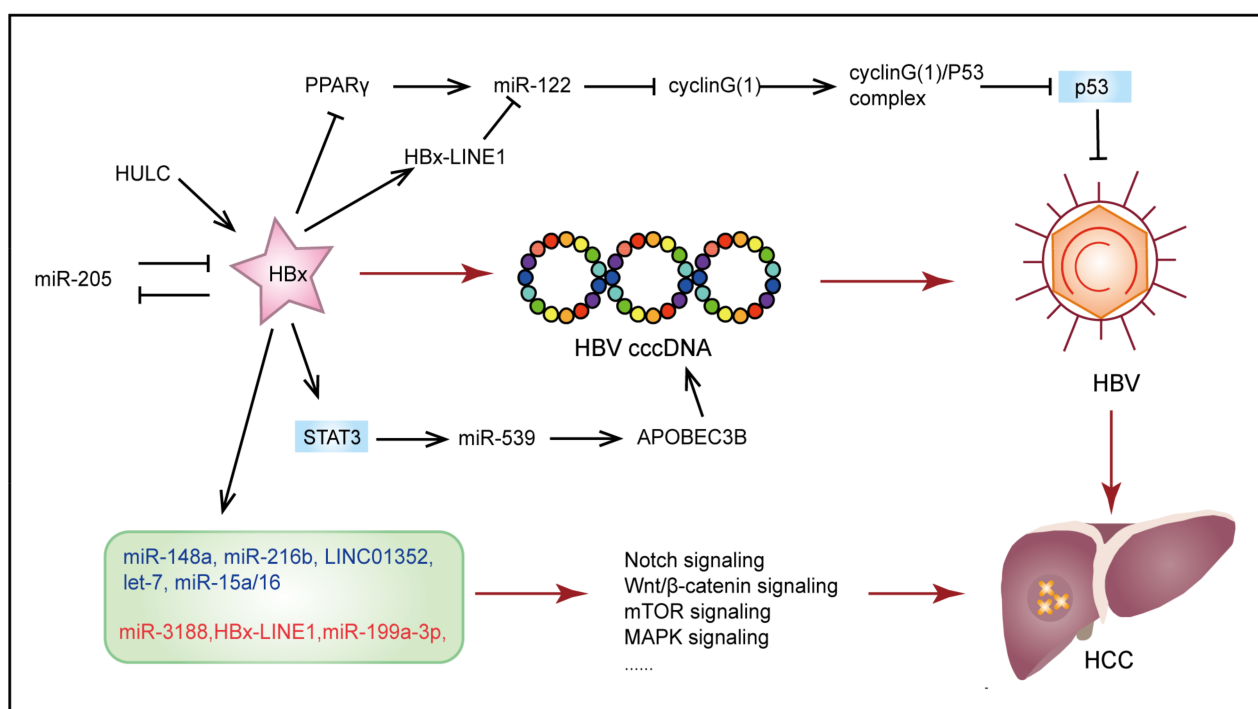 PPARγ
miR-122
cyclinG(1)
cyclinG(1)/P53
complex
p53
HBx-LINE1
HULC
miR-205
HBx
HBV cccDNA
HBV
STAT3
miR-539
APOBEC3B
miR-148a, miR-216b, LINC01352,
let-7, miR-15a/16
miR-3188,HBx-LINE1,miR-199a-3p,
Notch signaling
Wnt/β-catenin signaling
mTOR signaling
MAPK signaling
......
HCC